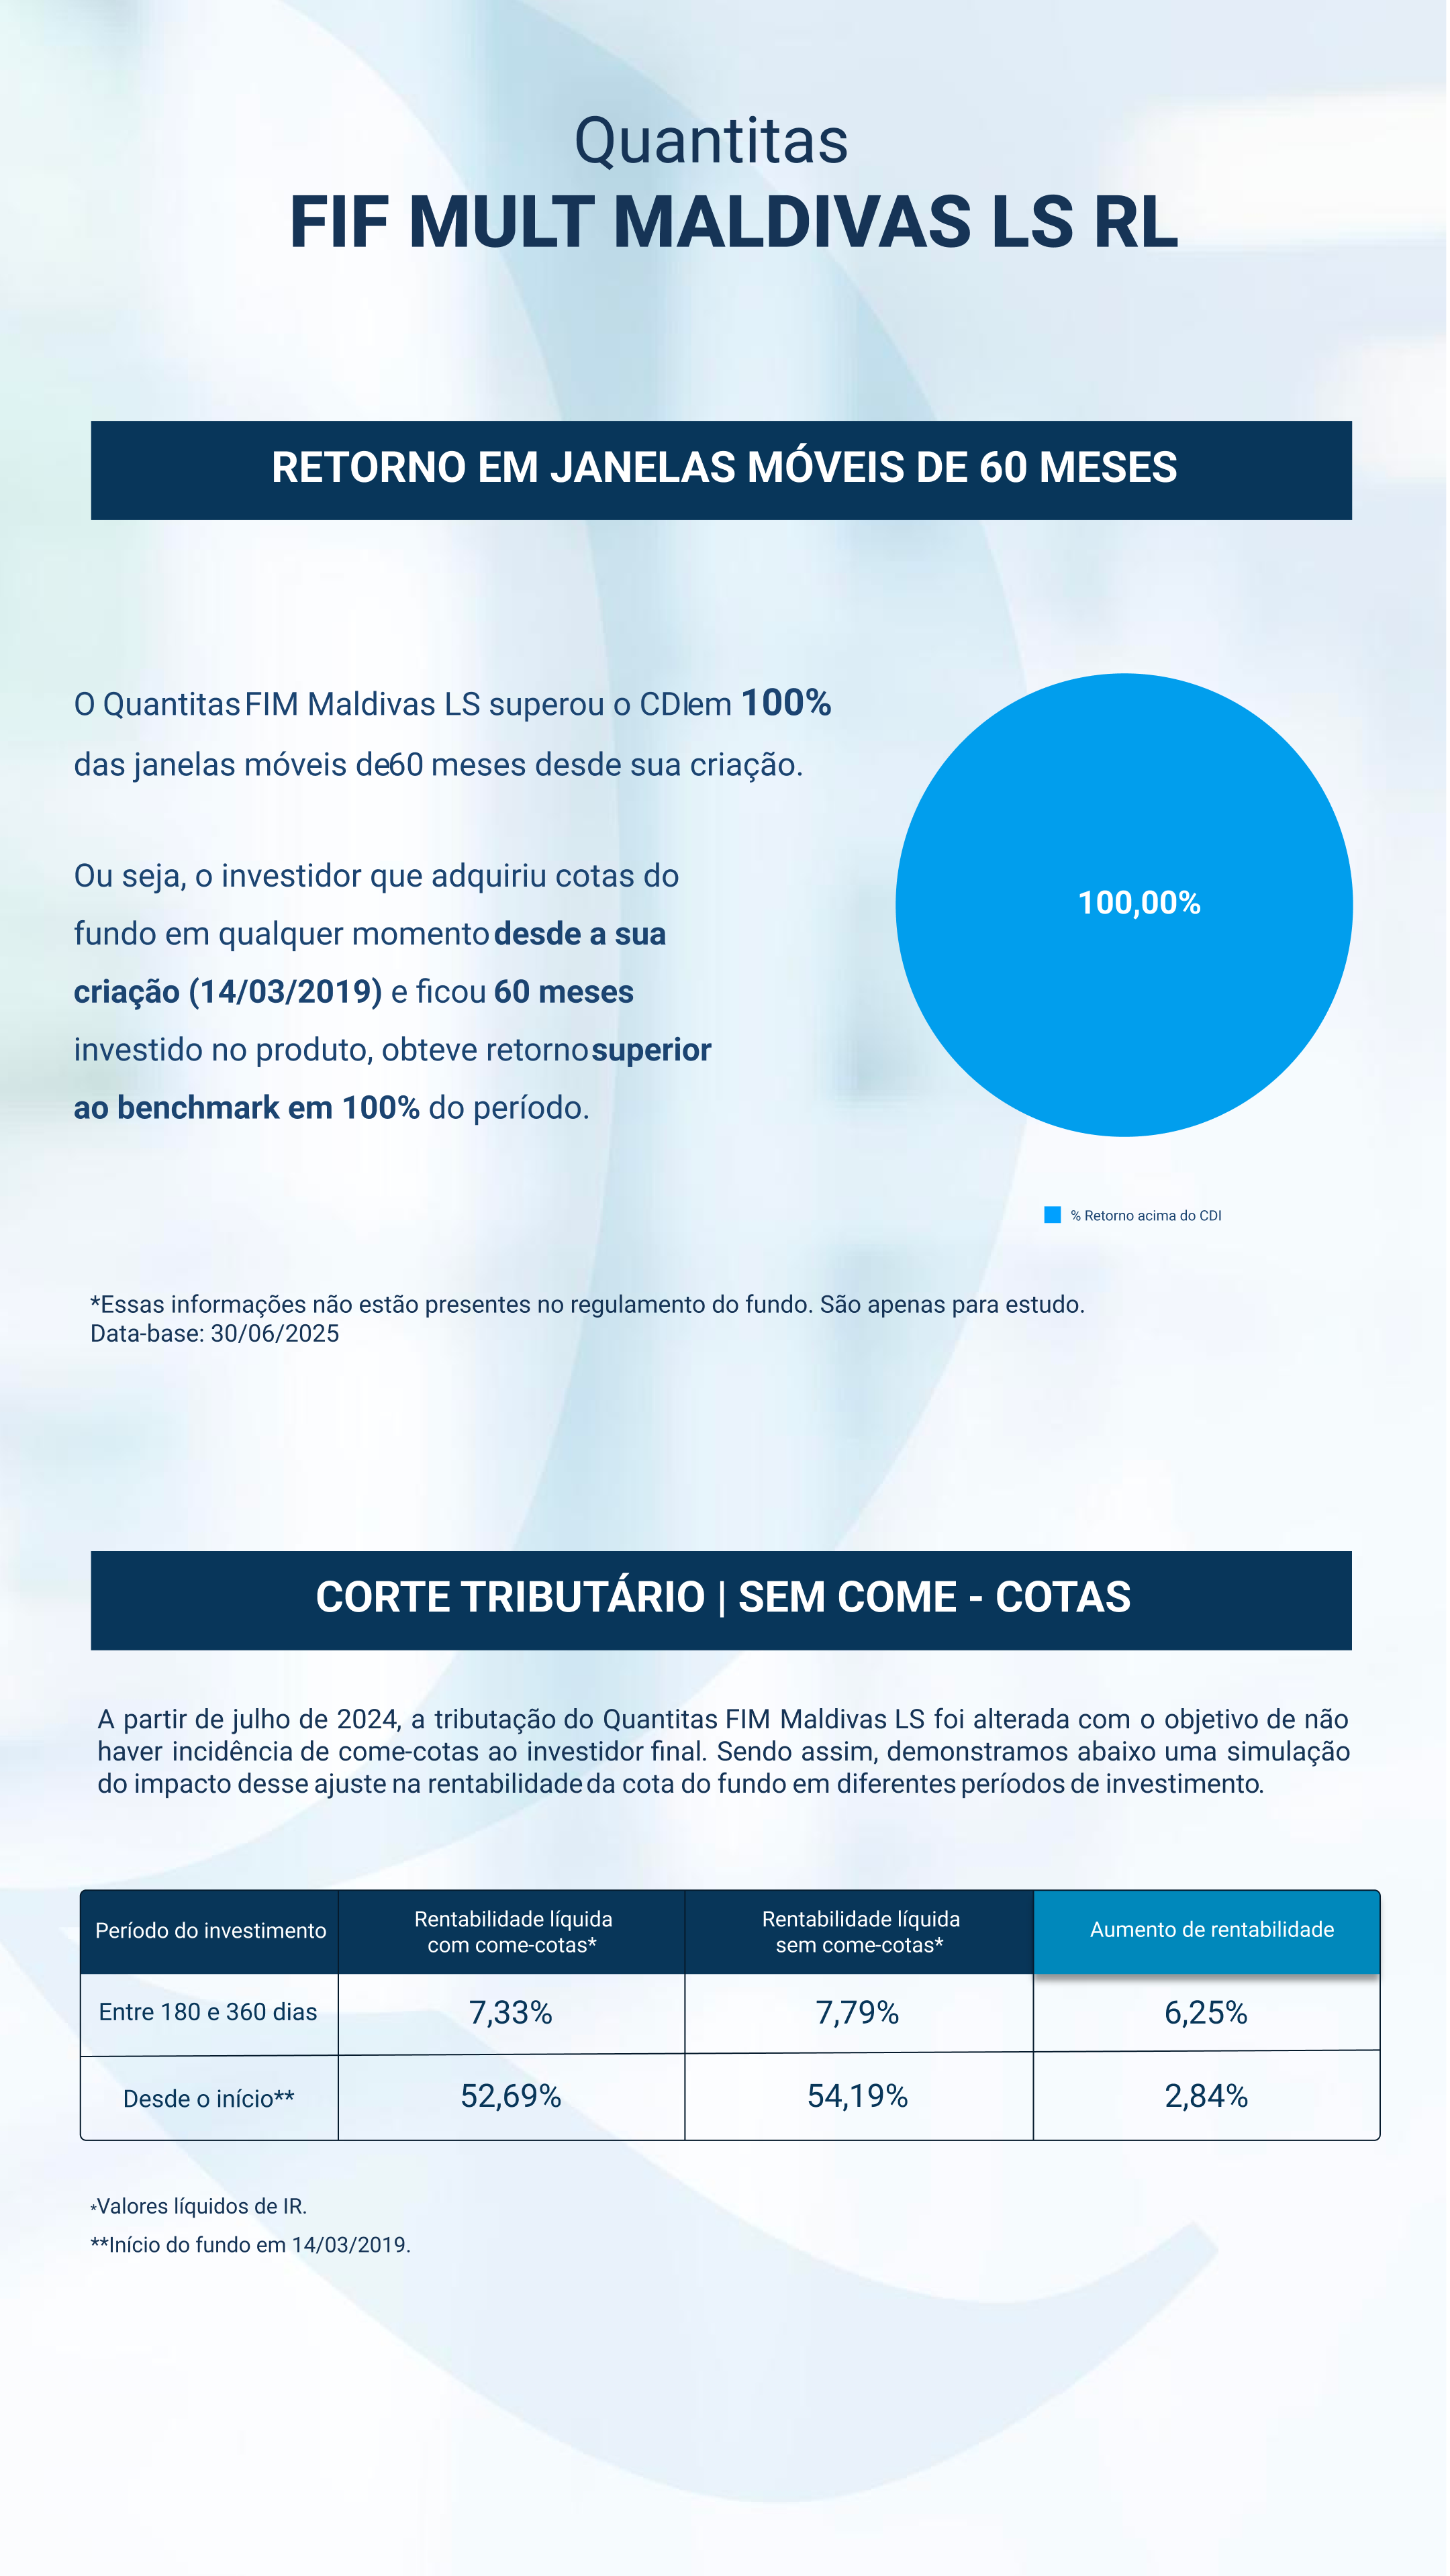 Quantitas
FIF MULT MALDIVAS LS RL
RETORNO EM JANELAS MÓVEIS DE 60 MESES
O Quantitas FIM Maldivas LS superou o CDI em 100%
das janelas móveis de 60 meses desde sua criação.
Ou seja, o investidor que adquiriu cotas do
fundo em qualquer momento desde a sua
criação (14/03/2019) e ficou 60 meses
investido no produto, obteve retorno superior
ao benchmark em 100% do período.
100,00%
% Retorno acima do CDI
*Essas informações não estão presentes no regulamento do fundo. São apenas para estudo.
Data-base: 30/06/2025
CORTE TRIBUTÁRIO | SEM COME - COTAS
A partir de julho de 2024, a tributação do Quantitas FIM Maldivas LS foi alterada com o objetivo de não
haver incidência de come-cotas ao investidor final. Sendo assim, demonstramos abaixo uma simulação
do impacto desse ajuste na rentabilidade da cota do fundo em diferentes períodos de investimento.
Período do investimento
Rentabilidade líquida
com come-cotas*
Rentabilidade líquida
sem come-cotas*
Aumento de rentabilidade
Entre 180 e 360 dias
7,33%
7,79%
6,25%
Desde o início**
52,69%
54,19%
2,84%
*Valores líquidos de IR.
**Início do fundo em 14/03/2019.